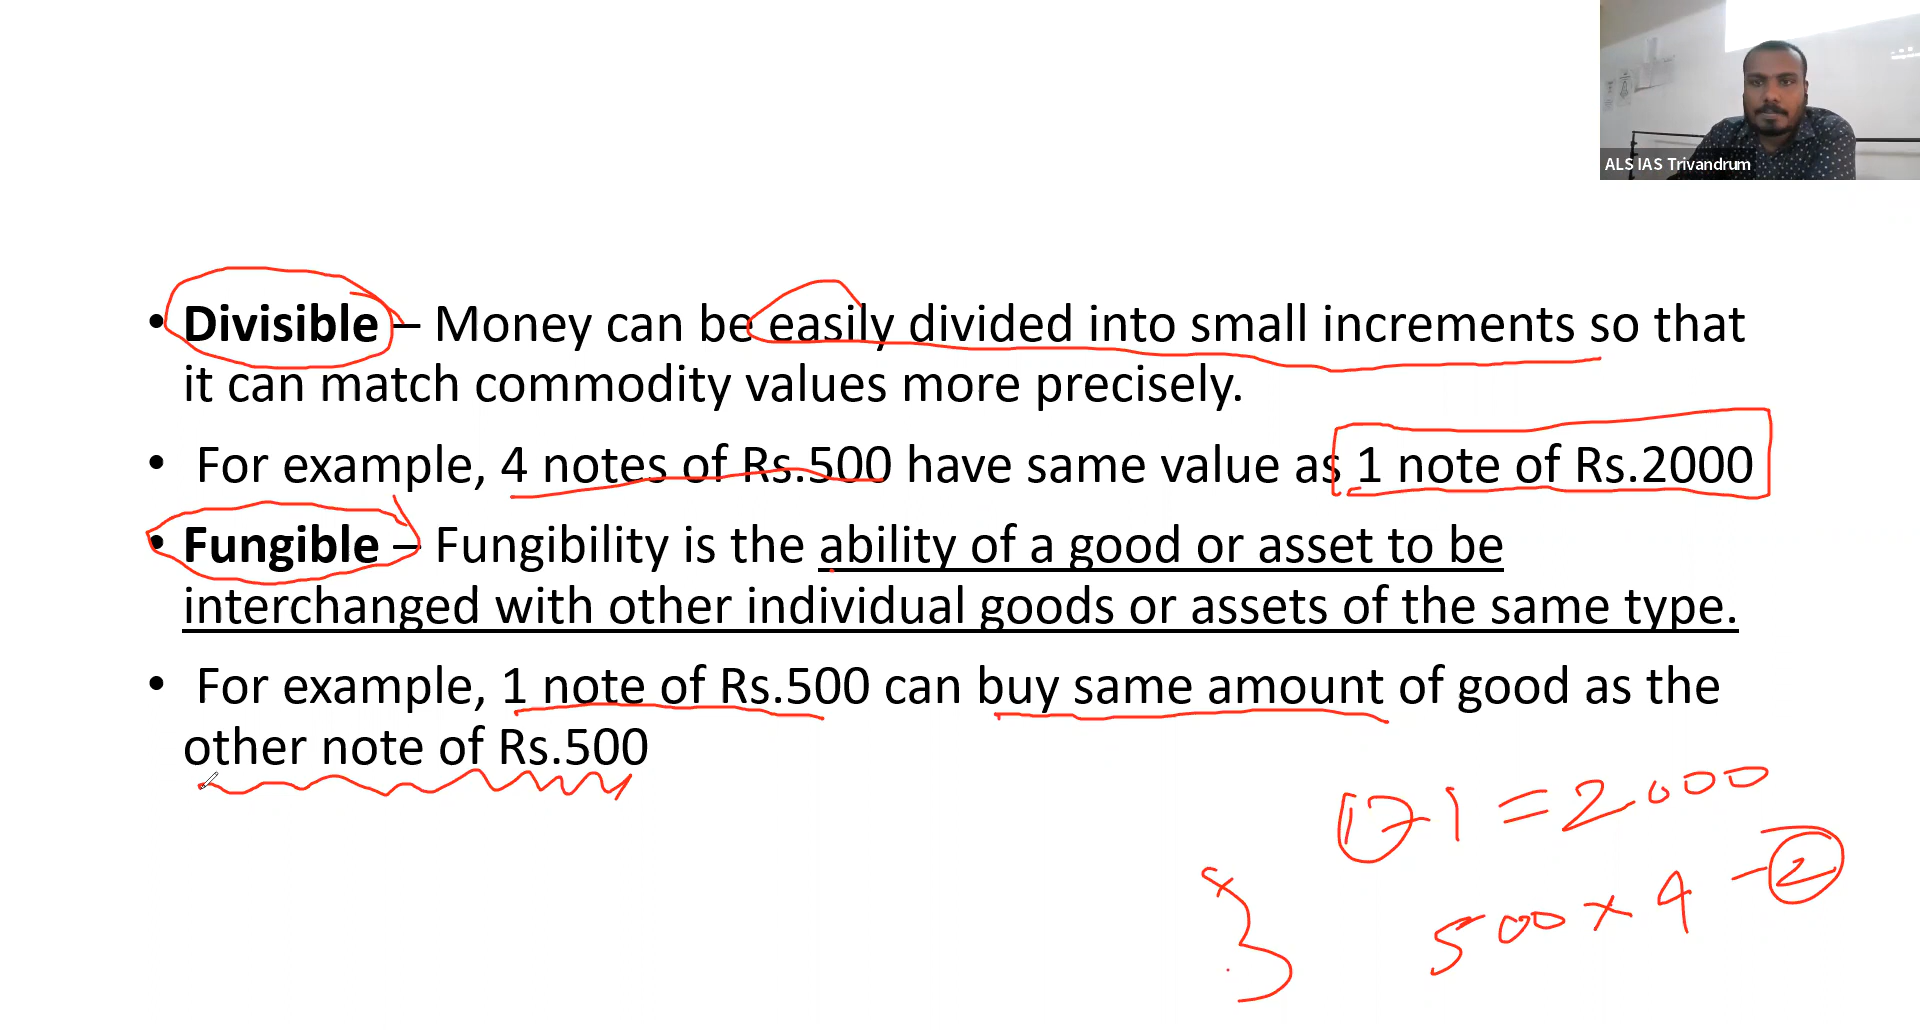 ALS IAS Trivandrum
• Divisible – Money can be easily divided into small increments so that
it can match commodity values more precisely.
• For example, 4 notes of Rs.500 have same value as 1 note of Rs.2000
• Fungible – Fungibility is the ability of a good or asset to be
interchanged with other individual goods or assets of the same type.
• For example, 1 note of Rs.500 can buy same amount of good as the
other note of Rs.500
= 2000
500 x 4 - 2